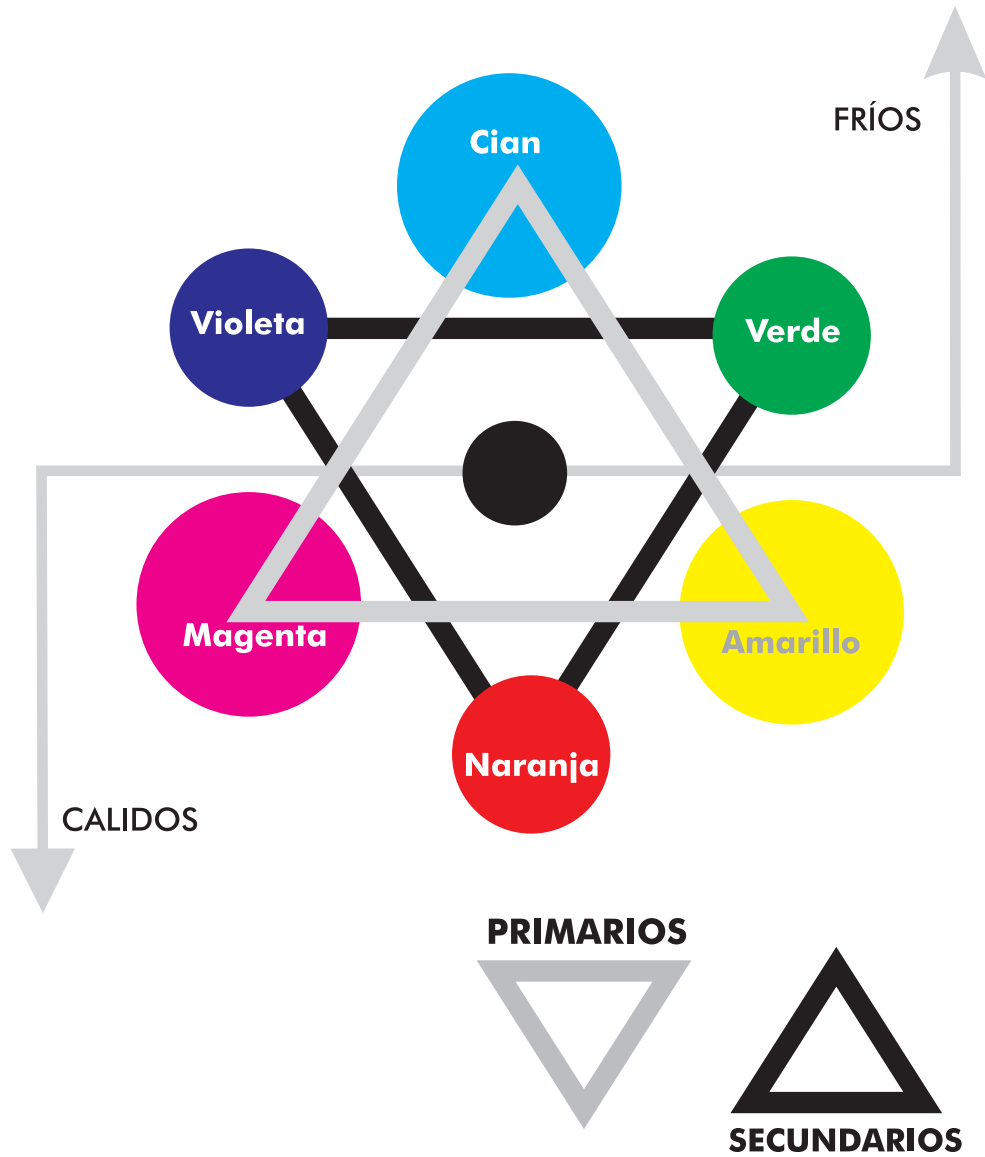 FRÍOS
Cian
Violeta
Verde
Magenta
Amarillo
Naranja
CALIDOS
PRIMARIOS
SECUNDARIOS